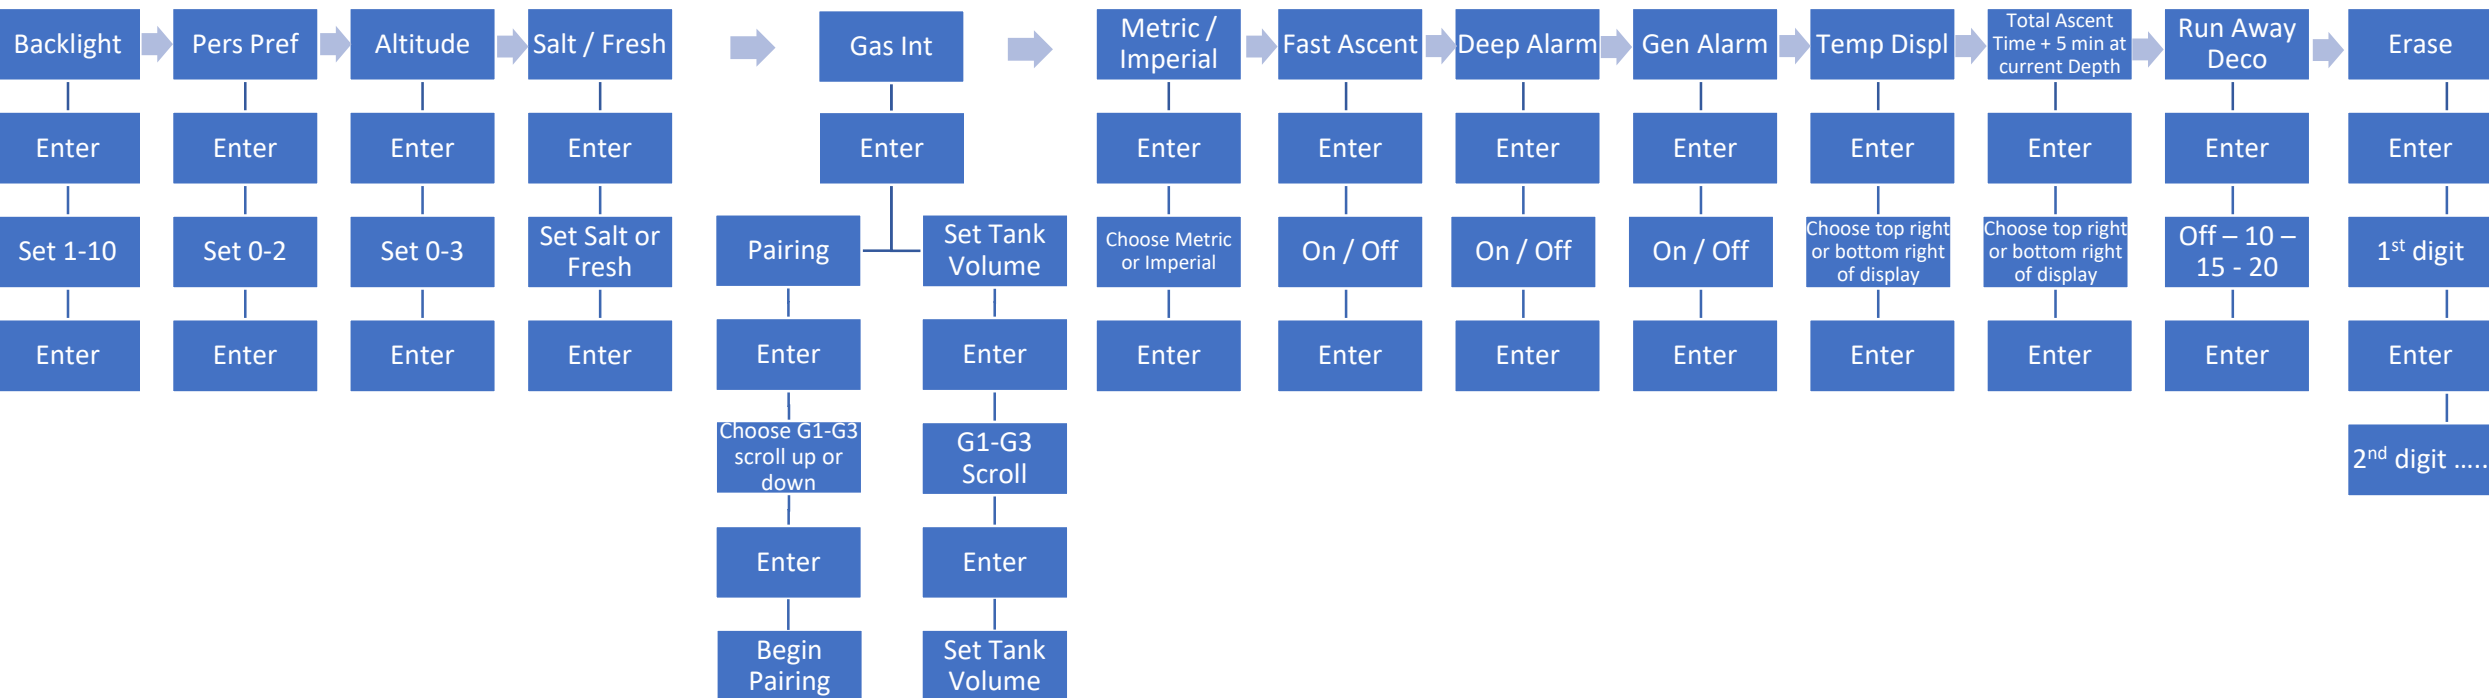 Backlight
Pers Pref
Altitude
Salt / Fresh
Gas Int
Metric /
Imperial
Fast Ascent
Deep Alarm
Gen Alarm
Temp Displ
Total Ascent
Time + 5 min at
current Depth
Run Away
Deco
Erase
Enter
Enter
Enter
Enter
Enter
Enter
Enter
Enter
Enter
Enter
Enter
Enter
Enter
Set 1-10
Set 0-2
Set 0-3
Set Salt or
Fresh
Pairing
Set Tank
Volume
Choose Metric
or Imperial
On / Off
On / Off
On / Off
Choose top right
or bottom right
of display
Choose top right
or bottom right
of display
Off – 10 –
15 - 20
1st digit
Enter
Enter
Enter
Enter
Enter
Enter
Enter
Enter
Enter
Enter
Enter
Enter
Enter
Enter
Choose G1-G3
scroll up or
down
G1-G3
Scroll
2nd digit .....
Enter
Enter
Begin
Pairing
Set Tank
Volume